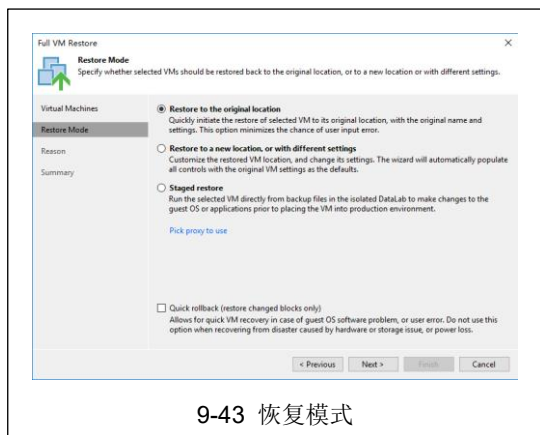 Full VM Restore
Restore Mode
Specify whether selected VMs should be restored back to the original location, or to a new location or with different settings.
Virtual Machines
Restore Mode
Reason
Summary
Restore to the original location
Quickly initiate the restore of selected VM to its original location, with the original name and
settings. This option minimizes the chance of user input error.
Restore to a new location, or with different settings
Customize the restored VM location, and change its settings. The wizard will automatically populate
all controls with the original VM settings as the defaults.
Staged restore
Run the selected VM directly from backup files in the isolated DataLab to make changes to the
guest OS or applications prior to placing the VM into production environment.
Pick proxy to use
Quick rollback (restore changed blocks only)
Allows for quick VM recovery in case of guest OS software problem, or user error. Do not use this
option when recovering from disaster caused by hardware or storage issue, or power loss.
< Previous
Next >
Finish
Cancel
9-43 恢复模式